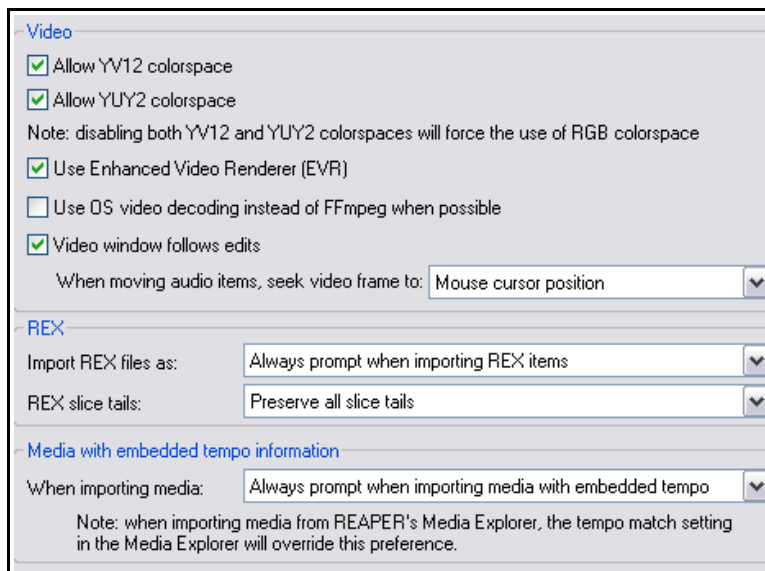 Video
Allow YV12 colorspace
Allow YUY2 colorspace
Note: disabling both YV12 and YUY2 colorspaces will force the use of RGB colorspace
Use Enhanced Video Renderer (EVR)
Use OS video decoding instead of FFmpeg when possible
Video window follows edits
When moving audio items, seek video frame to: Mouse cursor position
REX
Import REX files as: Always prompt when importing REX items
REX slice tails: Preserve all slice tails
Media with embedded tempo information
When importing media: Always prompt when importing media with embedded tempo
Note: when importing media from REAPER's Media Explorer, the tempo match setting
in the Media Explorer will override this preference.